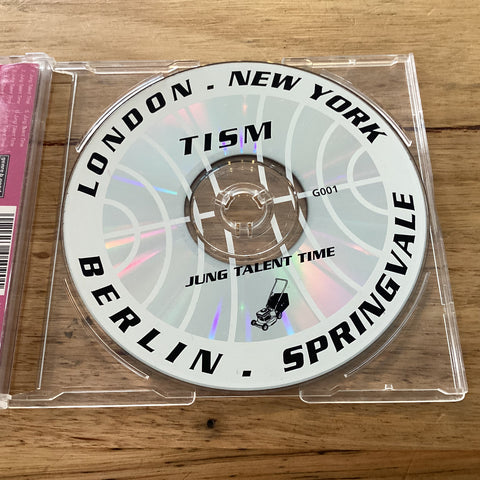 LONDON . NEW YORK
TISM
G001
JUNG TALENT TIME
BERLIN . SPRINGVALE